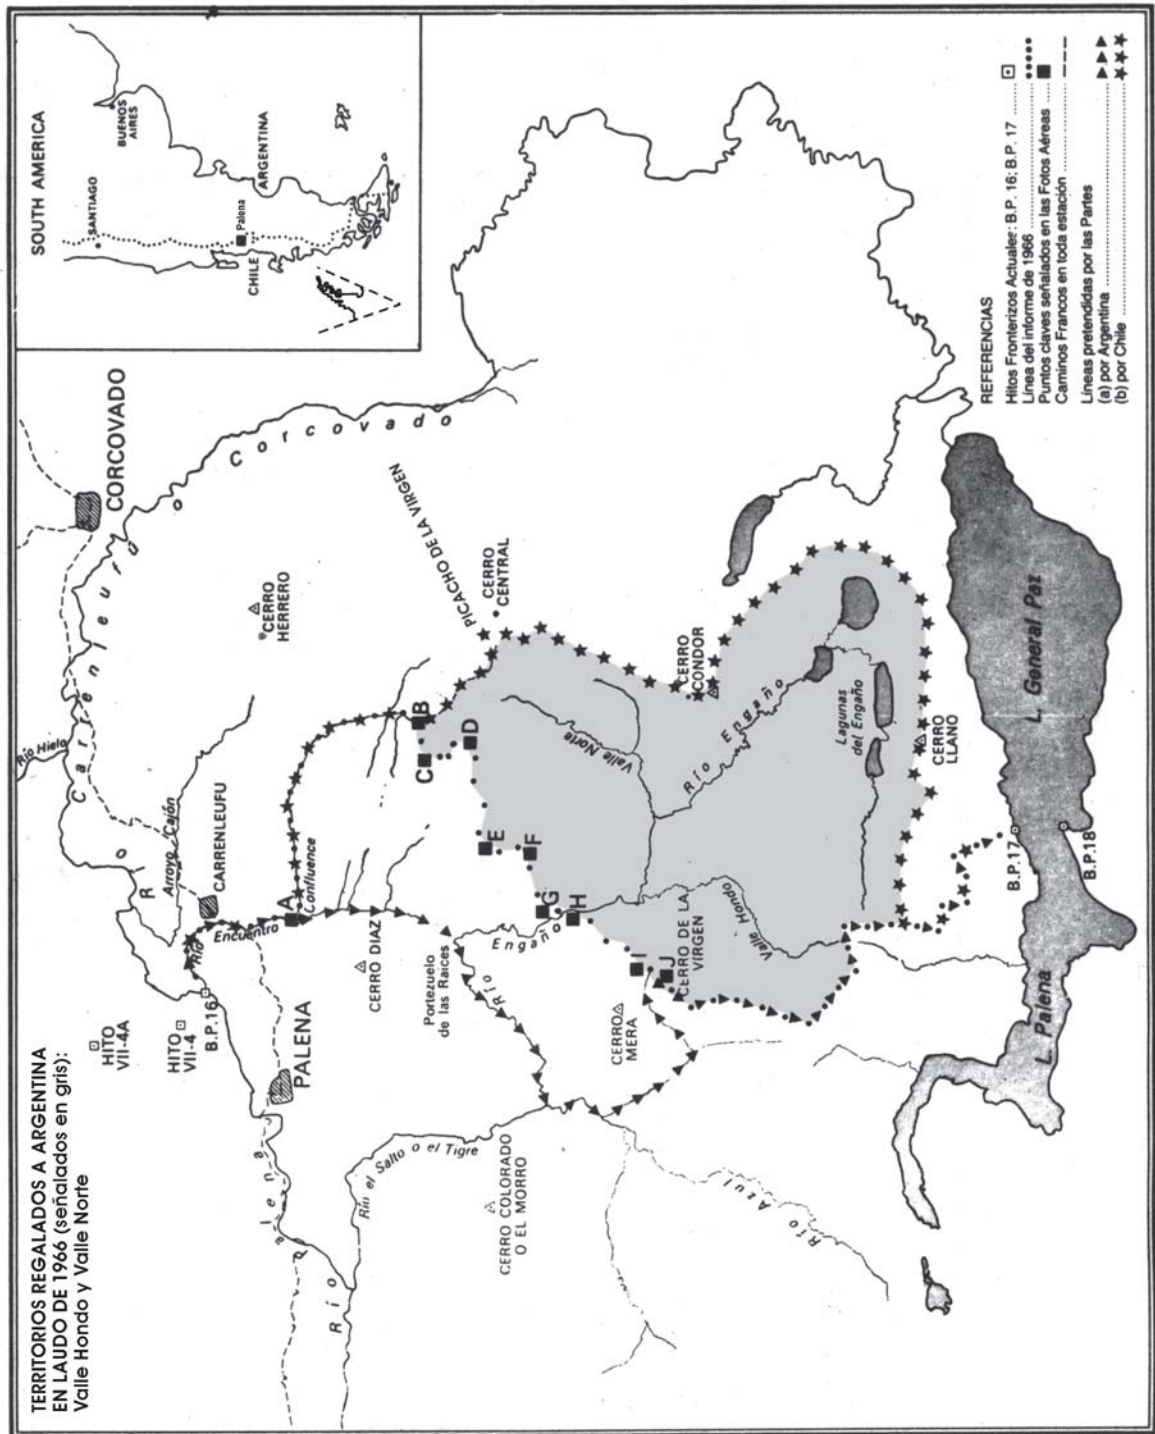 TERRITORIOS REGALADOS A ARGENTINA
EN LAUDO DE 1966 (señalados en gris):
Valle Hondo y Valle Norte
SOUTH AMERICA
SANTIAGO
BUENOS
AIRES
CHILE
Palena
ARGENTINA
HITO
VII-4A
HITO
VII-4
B.P.16
PALENA
Río Hielo
Carrenleufú
o
Corcovado
CORCOVADO
R
Arroyo Cajón
CARRENLEUFU
Río
Encuentro
A
Confluence
CERRO
HERRERO
Río
Palena
CERRO DIAZ
Portezuelo
de las Raices
B
C
D
E
F
G
H
I
J
PICACHO DE LA VIRGEN
CERRO
CENTRAL
Río
Engaño
Río el Salto o el Tigre
CERRO COLORADO
O EL MORRO
CERRO
MERA
CERRO DE LA
VIRGEN
Valle Norte
CERRO
CONDOR
Río Engaño
Valle Hondo
Lagunas
del Engaño
CERRO
LLANO
Río Azul
B.P.17
B.P.18
L. Palena
L. General Paz
REFERENCIAS
Hitos Fronterizos Actuales: B.P. 16; B.P. 17
Línea del informe de 1966
Puntos claves señalados en las Fotos Aéreas
Caminos Francos en toda estación
Líneas pretendidas por las Partes
(a) por Argentina
(b) por Chile